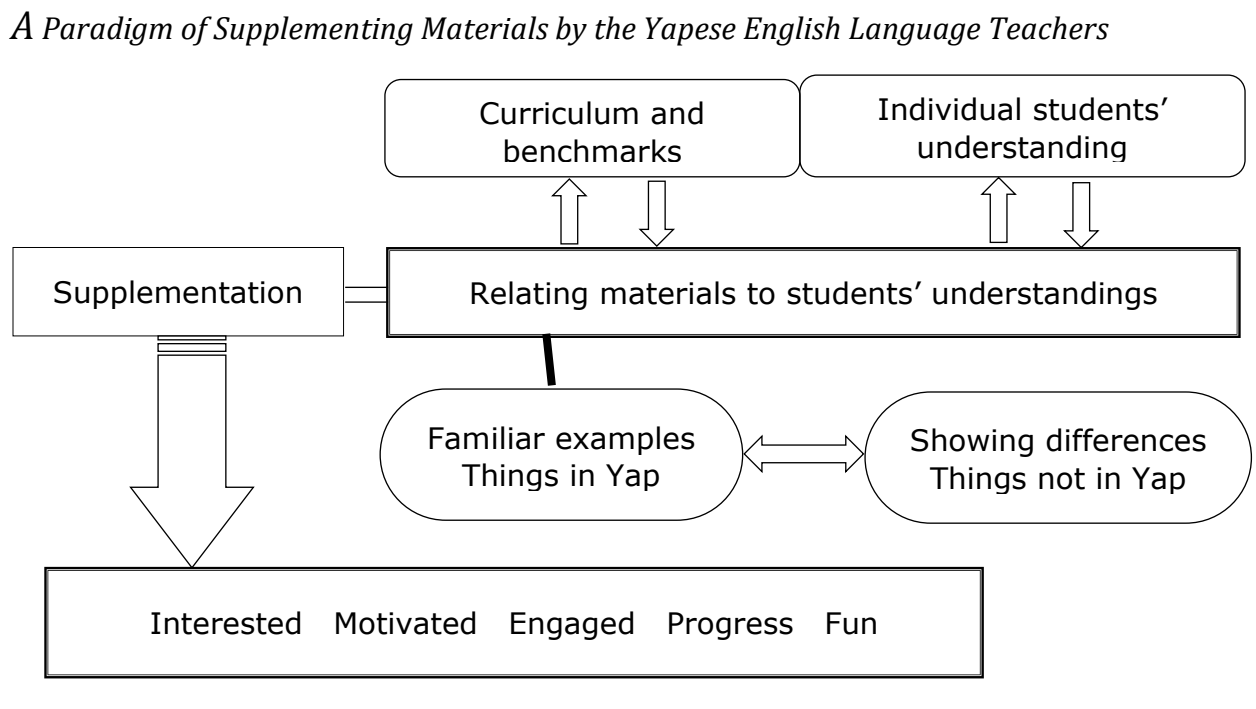 A Paradigm of Supplementing Materials by the Yapese English Language Teachers
Curriculum and
benchmarks
Individual students’
understanding
Supplementation
Relating materials to students’ understandings
Familiar examples
Things in Yap
Showing differences
Things not in Yap
Interested Motivated Engaged Progress Fun